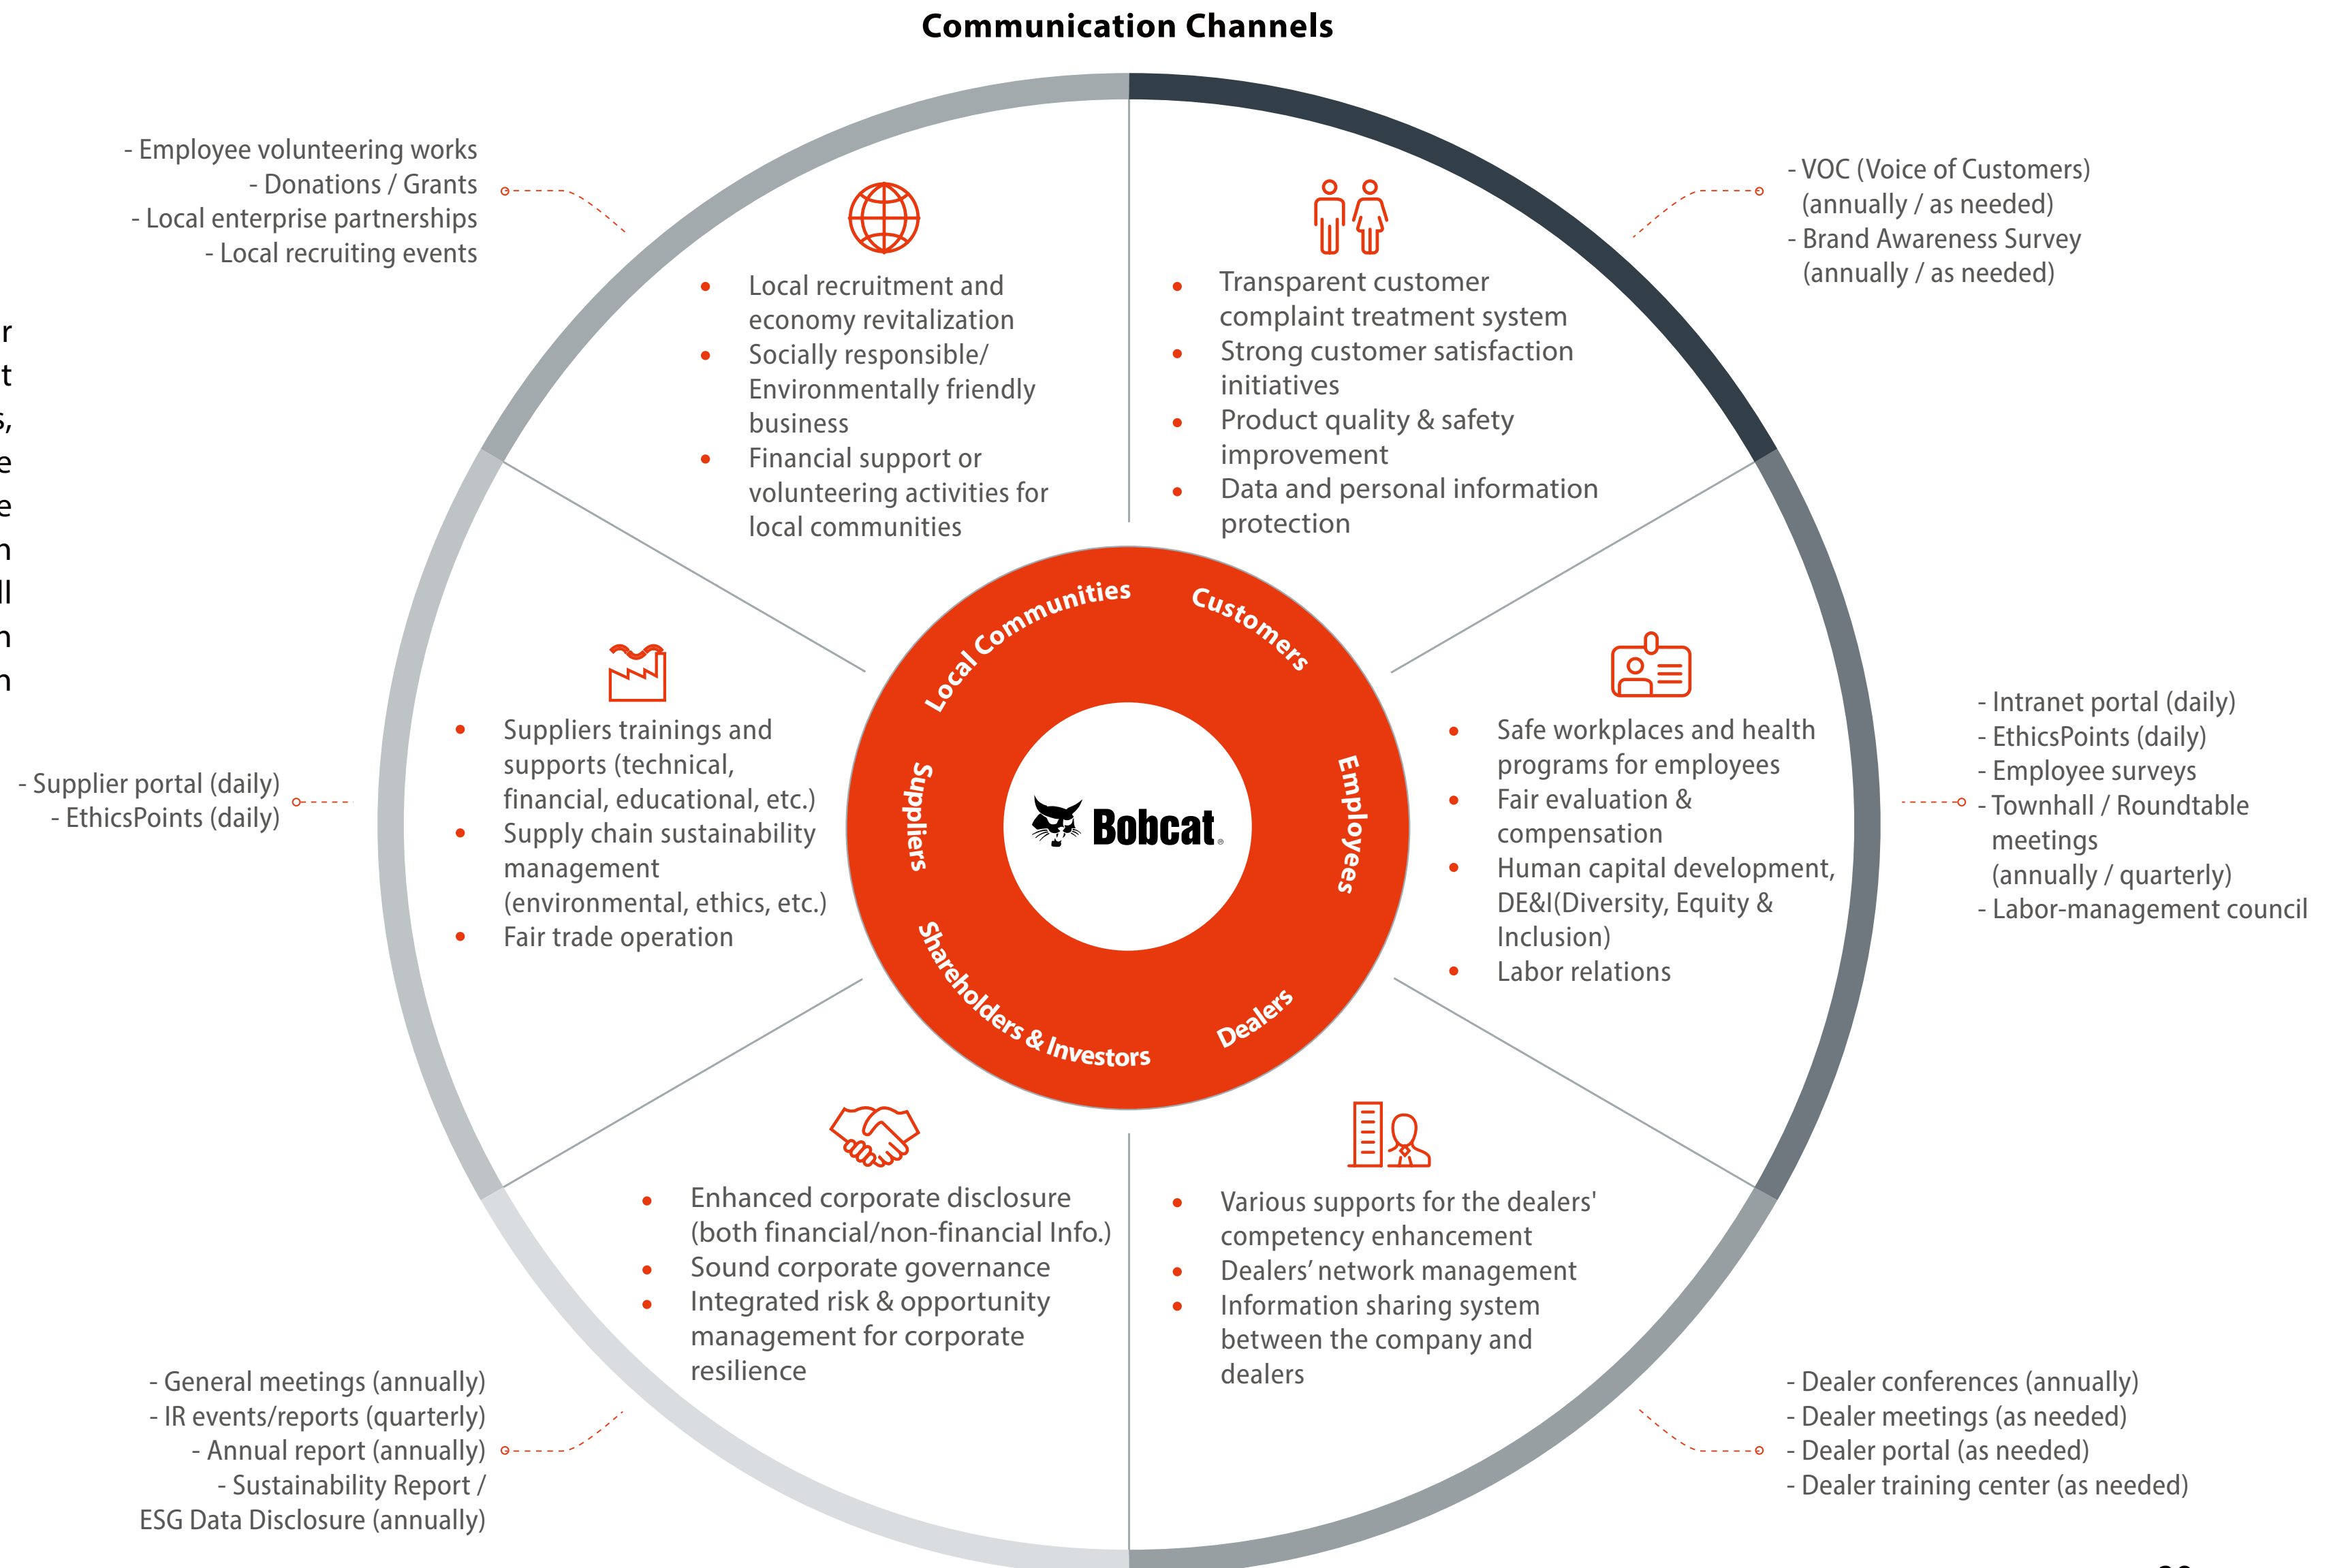 Communication Channels
- Employee volunteering works
- Donations / Grants
- Local enterprise partnerships
- Local recruiting events
- VOC (Voice of Customers)
(annually / as needed)
- Brand Awareness Survey
(annually / as needed)
r
t
s,
e
e
n
ll
n
n
Local recruitment and
economy revitalization
Socially responsible/
Environmentally friendly
business
Financial support or
volunteering activities for
local communities
Transparent customer
complaint treatment system
Strong customer satisfaction
initiatives
Product quality & safety
improvement
Data and personal information
protection
Local Communities
Customers
Suppliers
Employees
Shareholders & Investors
Dealers
Bobcat®
- Supplier portal (daily)
- EthicsPoints (daily)
Suppliers trainings and
supports (technical,
financial, educational, etc.)
Supply chain sustainability
management
(environmental, ethics, etc.)
Fair trade operation
Safe workplaces and health
programs for employees
Fair evaluation &
compensation
Human capital development,
DE&I(Diversity, Equity &
Inclusion)
Labor relations
- Intranet portal (daily)
- EthicsPoints (daily)
- Employee surveys
- Townhall / Roundtable
meetings
(annually / quarterly)
- Labor-management council
Enhanced corporate disclosure
(both financial/non-financial Info.)
Sound corporate governance
Integrated risk & opportunity
management for corporate
resilience
Various supports for the dealers'
competency enhancement
Dealers’ network management
Information sharing system
between the company and
dealers
- General meetings (annually)
- IR events/reports (quarterly)
- Annual report (annually)
- Sustainability Report /
ESG Data Disclosure (annually)
- Dealer conferences (annually)
- Dealer meetings (as needed)
- Dealer portal (as needed)
- Dealer training center (as needed)